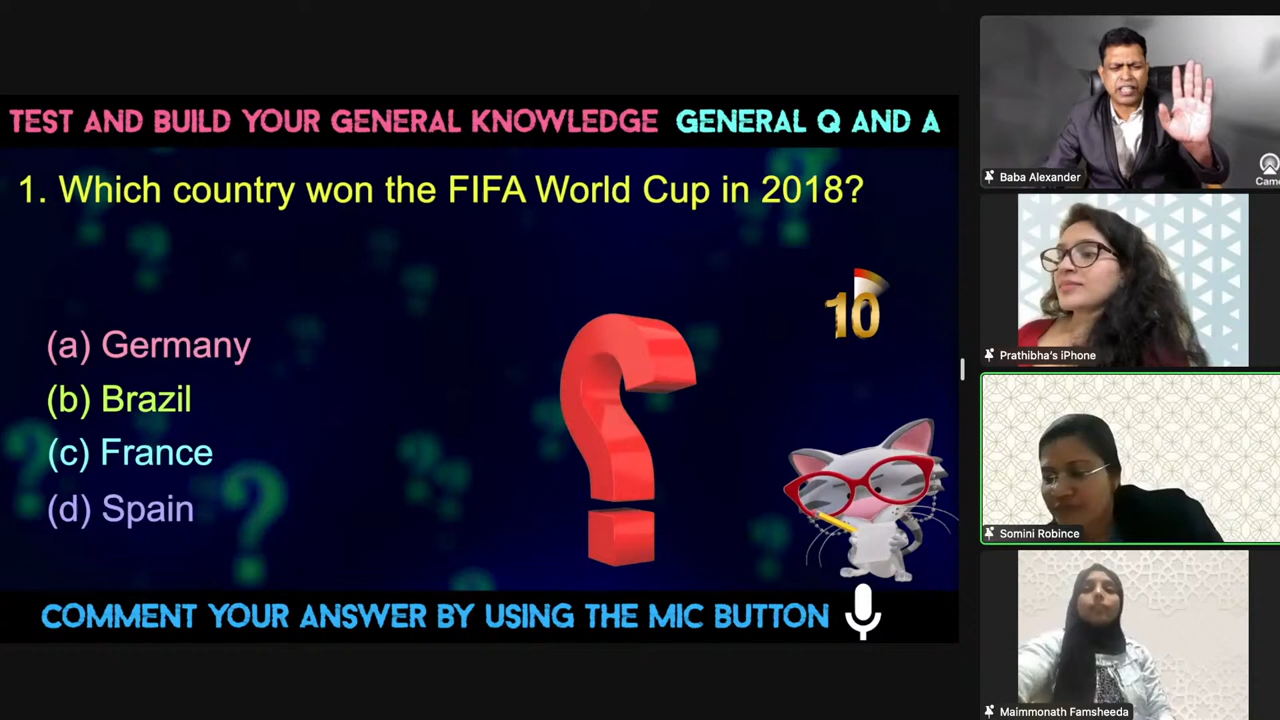 TEST AND BUILD YOUR GENERAL KNOWLEDGE GENERAL Q AND A
1. Which country won the FIFA World Cup in 2018?
10
(a) Germany
(b) Brazil
(c) France
(d) Spain
COMMENT YOUR ANSWER BY USING THE MIC BUTTON
Baba Alexander
Cam
Prathibha's iPhone
Somini Robince
Maimmonath Famsheeda